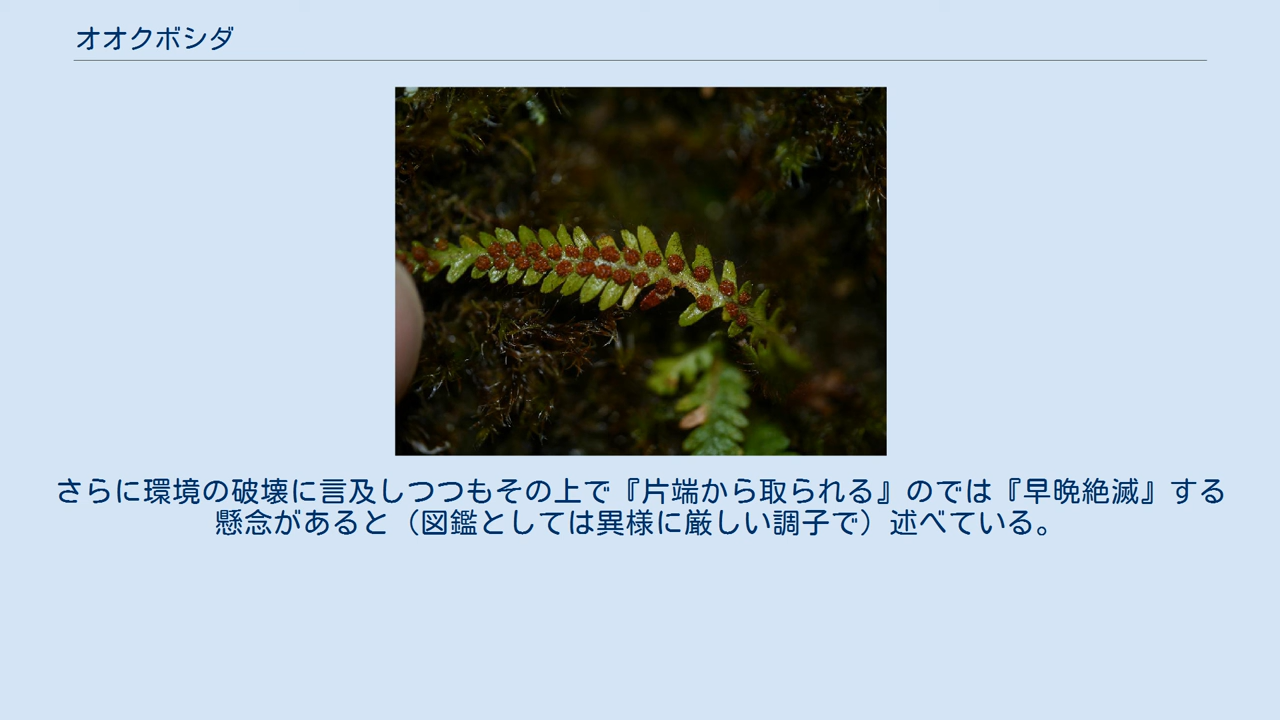 オオクボシダ
さらに環境の破壊に言及しつつもその上で『片端から取られる』のでは『早晩絶滅』する
懸念があると（図鑑としては異様に厳しい調子で）述べている。